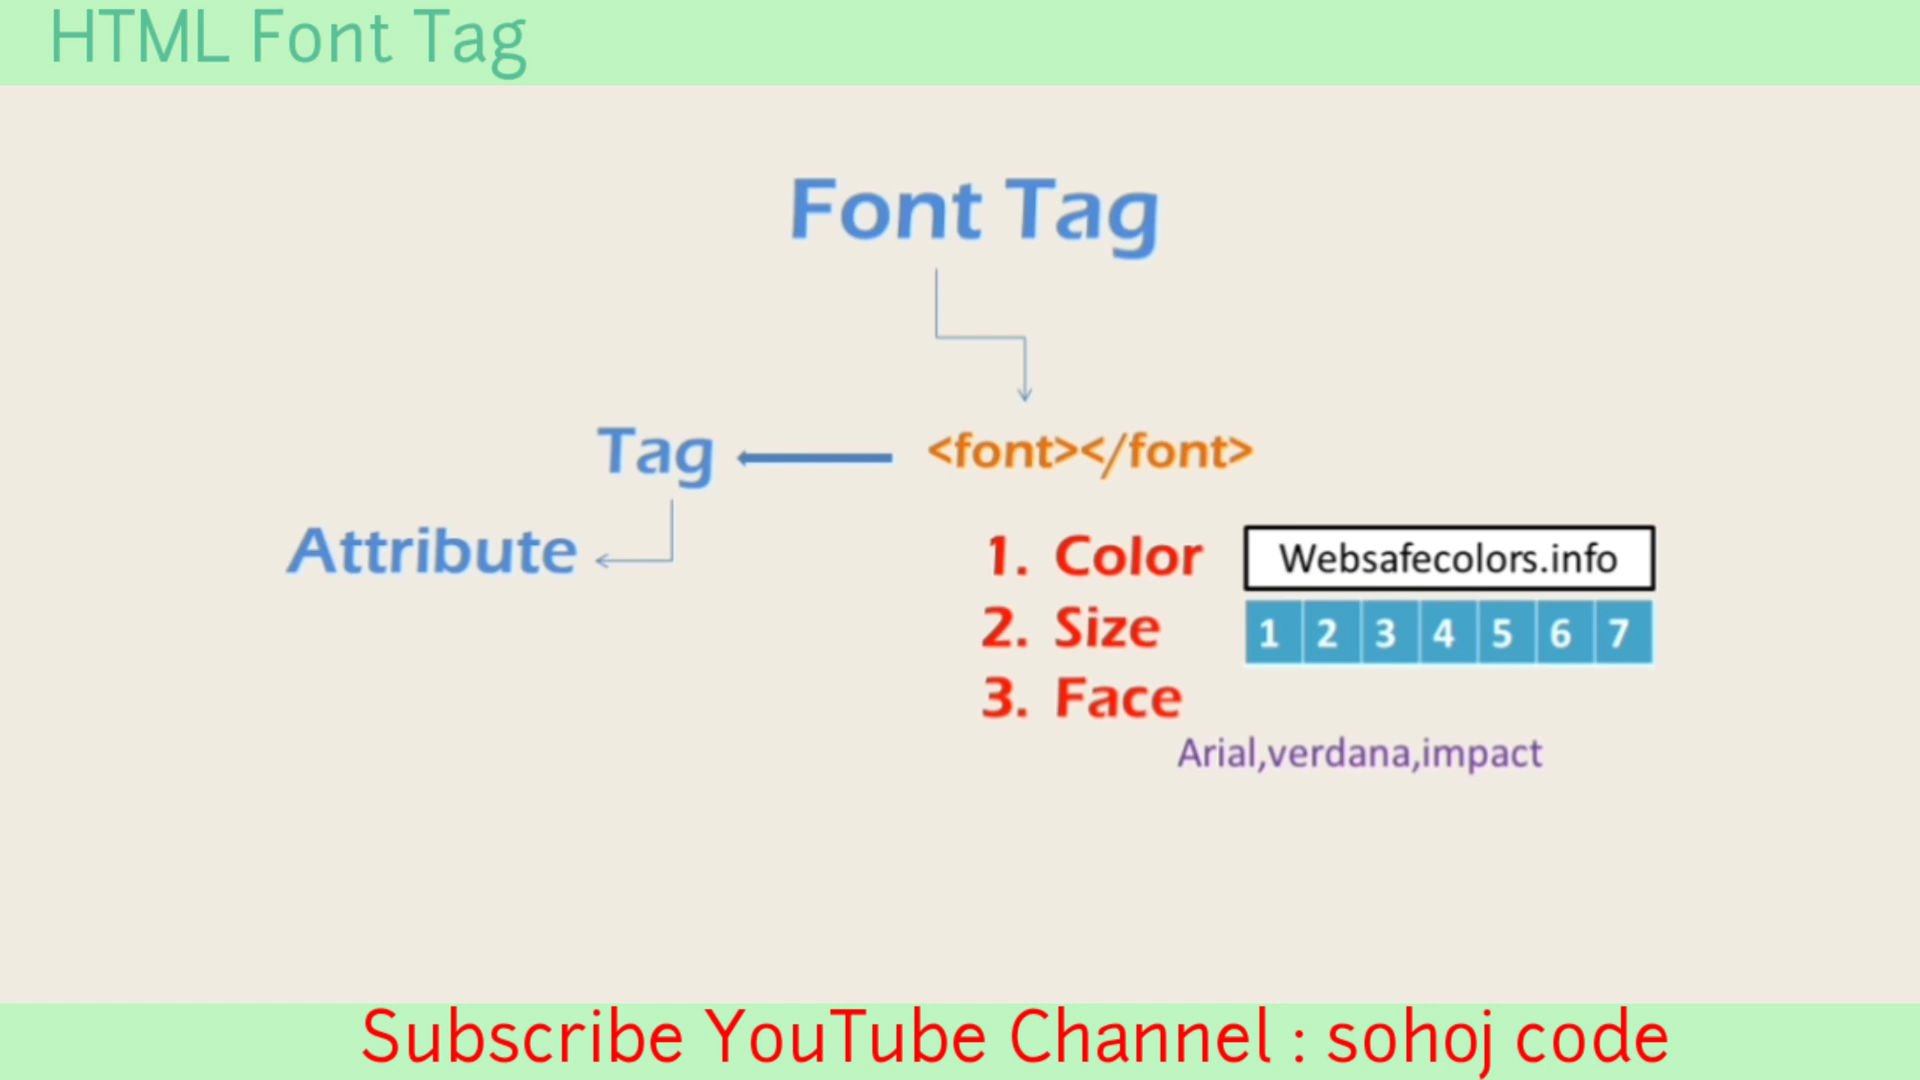 HTML Font Tag
Font Tag
Tag
<font></font>
Attribute
1. Color
Websafecolors.info
2. Size
1 2 3 4 5 6 7
3. Face
Arial,verdana,impact
Subscribe YouTube Channel : sohoj code